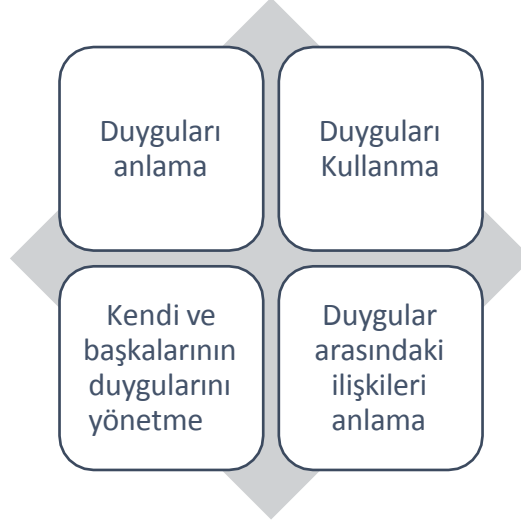 Duyguları
anlama
Duyguları
Kullanma
Kendi ve
başkalarının
duygularını
yönetme
Duygular
arasındaki
ilişkileri
anlama